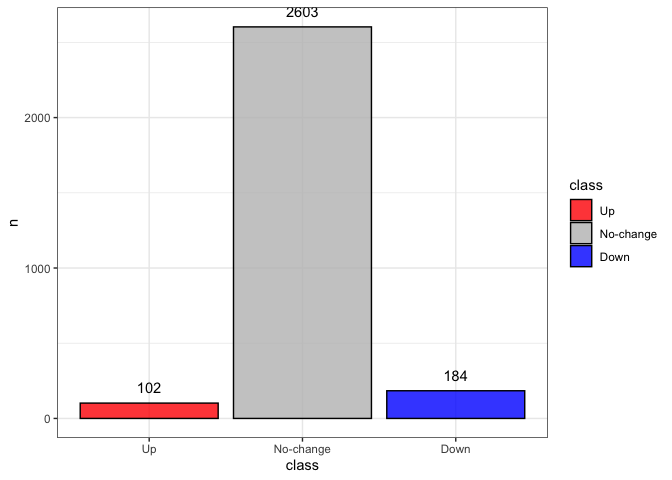 2603
2000
n
1000
102
184
0
Up
No-change
Down
class
class
Up
No-change
Down